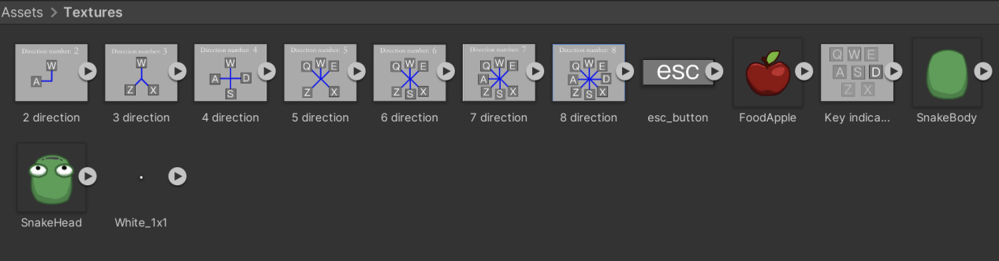 Assets > Textures
Direction number: 2
W
A
2 direction
Direction number: 3
W
Z X
3 direction
Direction number: 4
W
A D
S
4 direction
Direction number: 5
Q W E
Z X
5 direction
Direction number: 6
Q W E
Z S X
6 direction
Direction number: 7
Q W E
A
Z S X
7 direction
Direction number: 8
Q W E
A D
Z S X
8 direction
esc
esc_button
FoodApple
Q W E
A S D
Z X
Key indica...
SnakeBody
SnakeHead
White_1x1